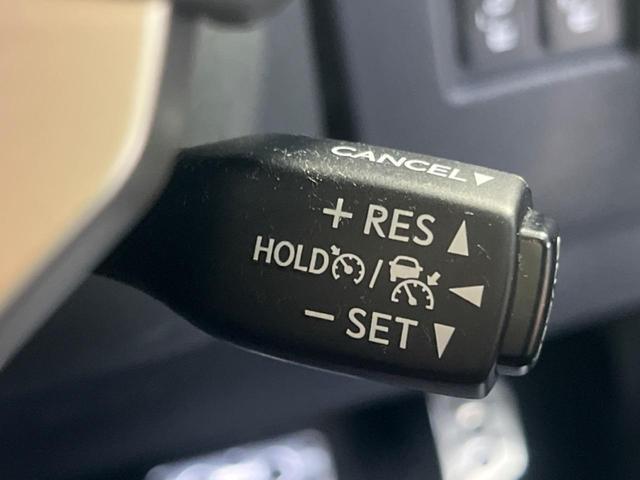 CANCEL▼
+ RES ▲
HOLD / ◀
− SET ▼